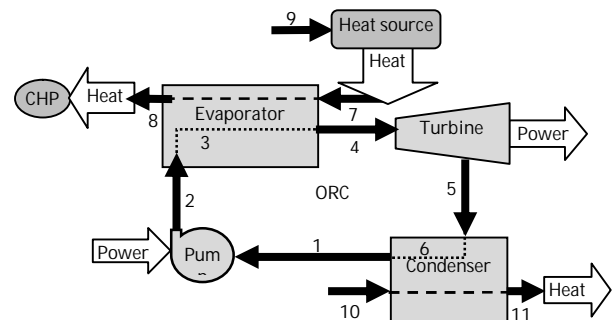 9
Heat source
Heat
CHP
Heat
8
Evaporator
7
3
4
Turbine
Power
2
ORC
5
Power
Pum
1
6
Condenser
10
11
Heat